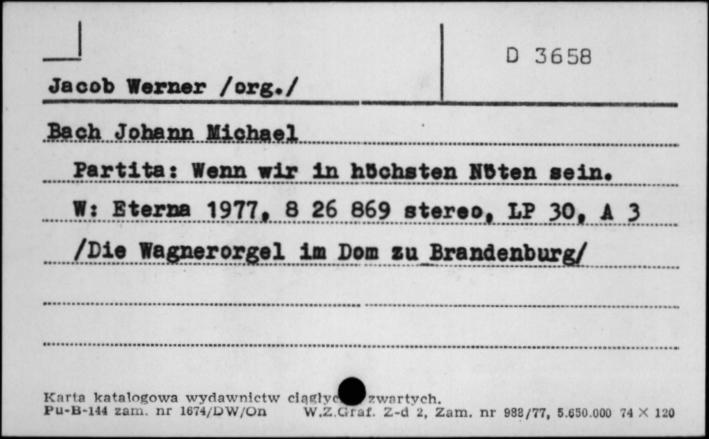 D 3658
Jacob Werner /org./
Bach Johann Michael
Partita: Wenn wir in höchsten Nöten sein.
W: Eterna 1977, 8 26 869 stereo, LP 30, A 3
/Die Wagnerorgel im Dom zu Brandenburg/
Karta katalogowa wydawnictw zwartych.
Pu-B-144 zam. nr 1674/DW/On W.Z.Graf. Z-d 2, Zam. nr 988/77, 5.650.000 74 X 120